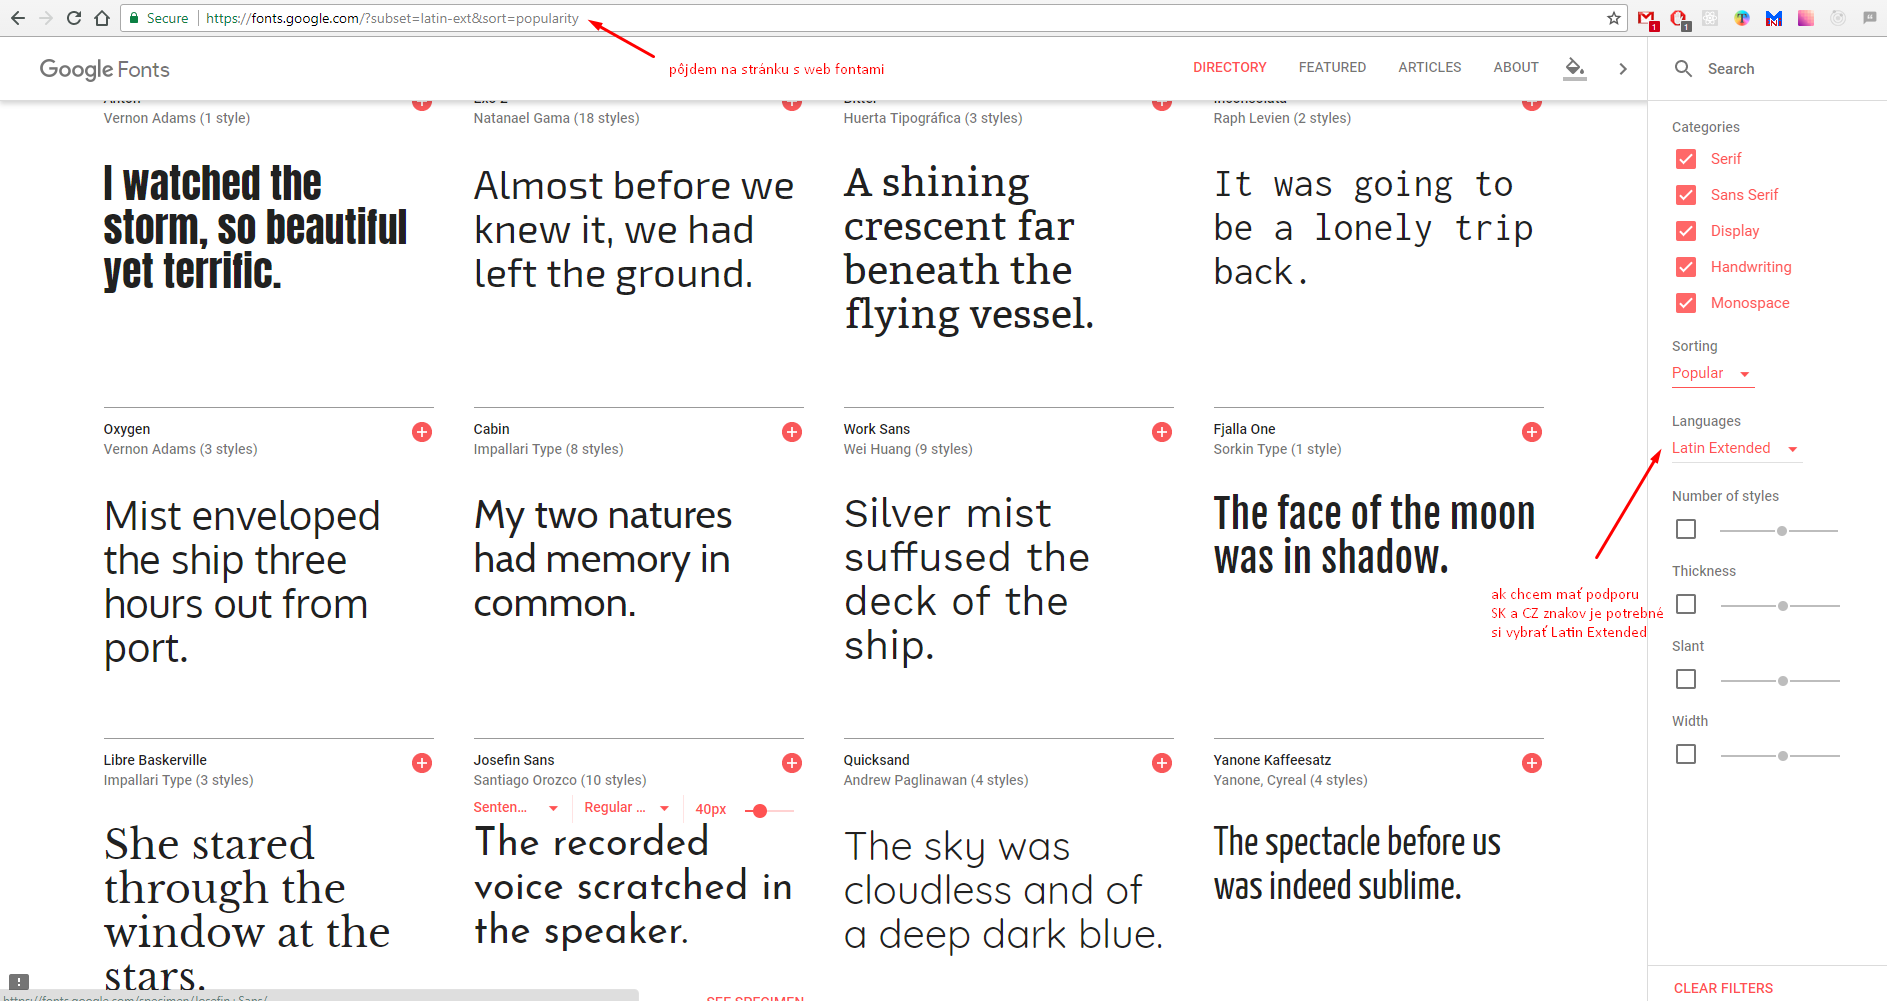 Secure
https://fonts.google.com/?subset=latin-ext&sort=popularity
1
1
pôjdem na stránku s web fontami
Google Fonts
DIRECTORY
FEATURED
ARTICLES
ABOUT
Search
Anton
Vernon Adams (1 style)
Exo 2
Natanael Gama (18 styles)
Bitter
Huerta Tipográfica (3 styles)
Inconsolata
Raph Levien (2 styles)
I watched the
storm, so beautiful
yet terrific.
Almost before we
knew it, we had
left the ground.
A shining
crescent far
beneath the
flying vessel.
It was going to
be a lonely trip
back.
Oxygen
Vernon Adams (3 styles)
Cabin
Impallari Type (8 styles)
Work Sans
Wei Huang (9 styles)
Fjalla One
Sorkin Type (1 style)
Mist enveloped
the ship three
hours out from
port.
My two natures
had memory in
common.
Silver mist
suffused the
deck of the
ship.
The face of the moon
was in shadow.
Libre Baskerville
Impallari Type (3 styles)
Josefin Sans
Santiago Orozco (10 styles)
Senten...
Regular ...
40px
Quicksand
Andrew Paglinawan (4 styles)
Yanone Kaffeesatz
Yanone, Cyreal (4 styles)
She stared
through the
window at the
stars.
The recorded
voice scratched in
the speaker.
The sky was
cloudless and of
a deep dark blue.
The spectacle before us
was indeed sublime.
SEE SPECIMEN
https://fonts.google.com/specimen/Josefin+Sans/
Categories
Serif
Sans Serif
Display
Handwriting
Monospace
Sorting
Popular
Languages
Latin Extended
ak chcem mať podporu
SK a CZ znakov je potrebné
si vybrať Latin Extended
Number of styles
Thickness
Slant
Width
CLEAR FILTERS